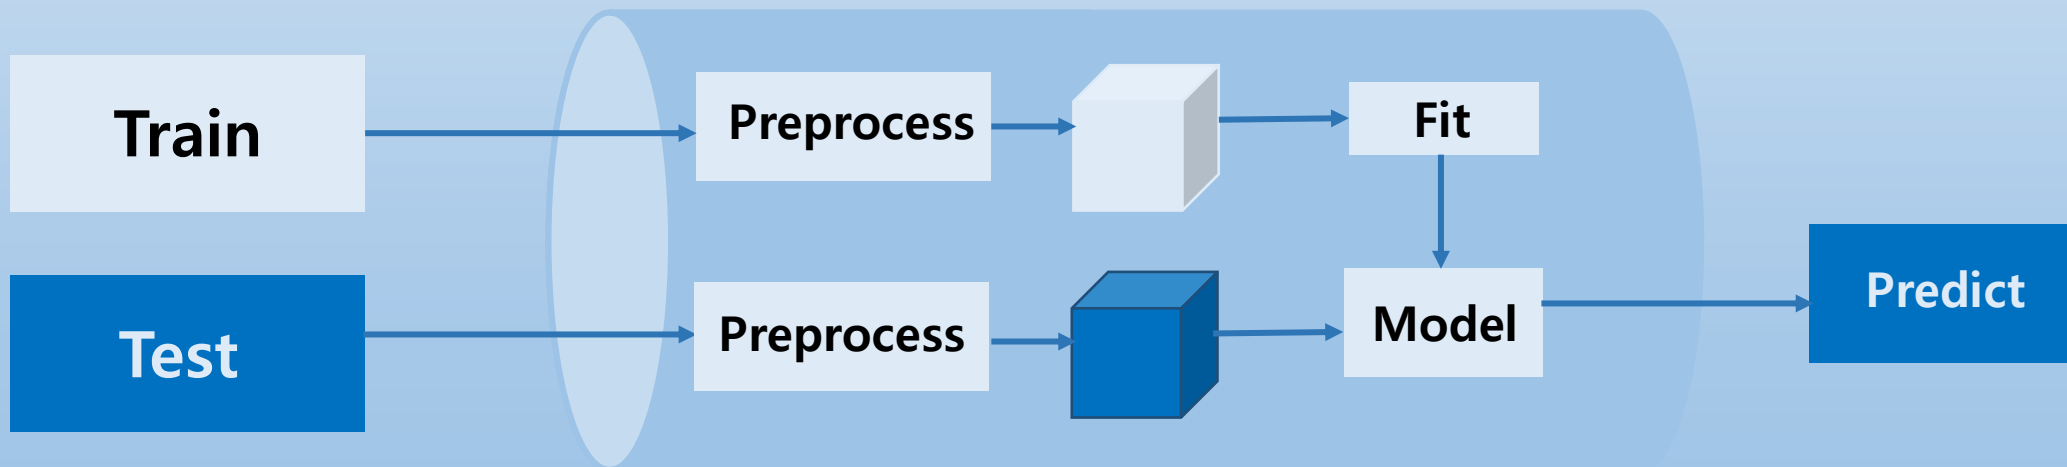 Train
Preprocess
Fit
Test
Preprocess
Model
Predict